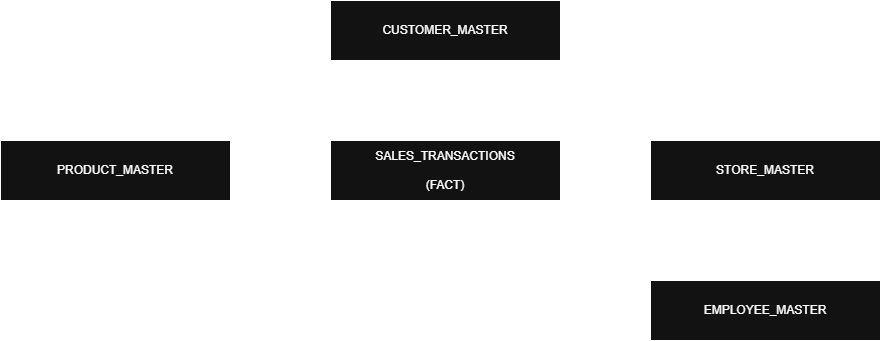 CUSTOMER_MASTER
PRODUCT_MASTER
SALES_TRANSACTIONS
(FACT)
STORE_MASTER
EMPLOYEE_MASTER